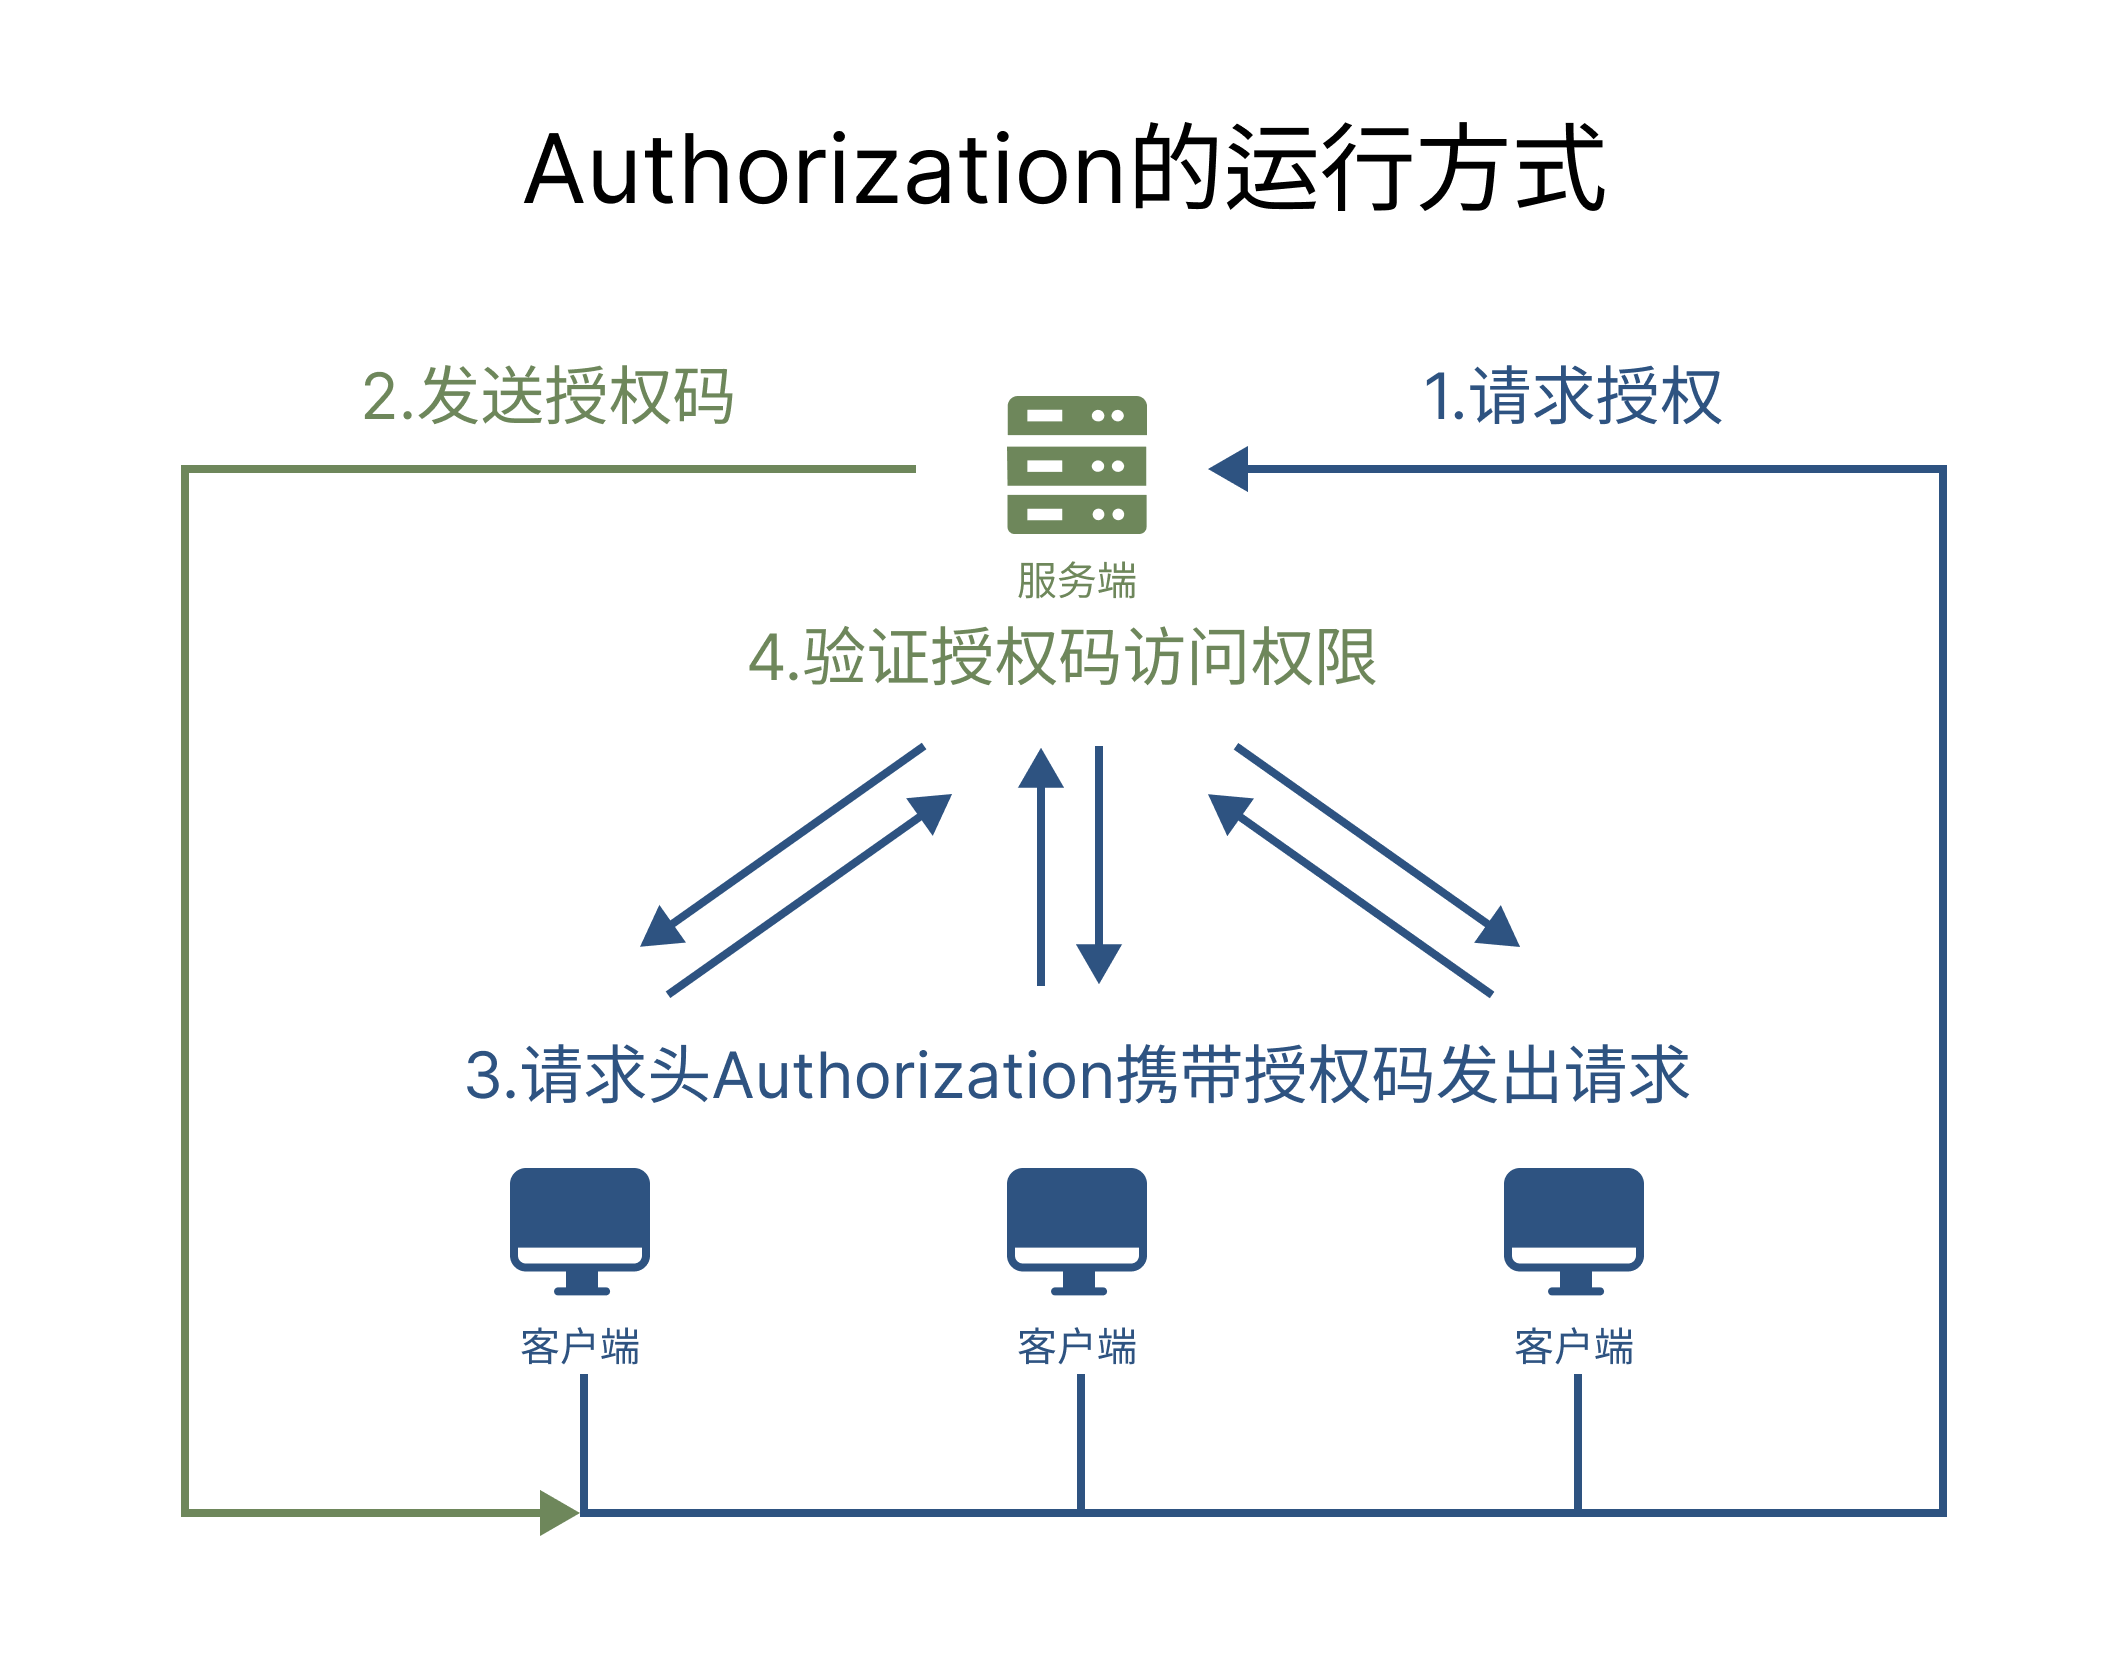 Authorization的运行方式
2.发送授权码
1.请求授权
服务端
4.验证授权码访问权限
3.请求头Authorization携带授权码发出请求
客户端
客户端
客户端